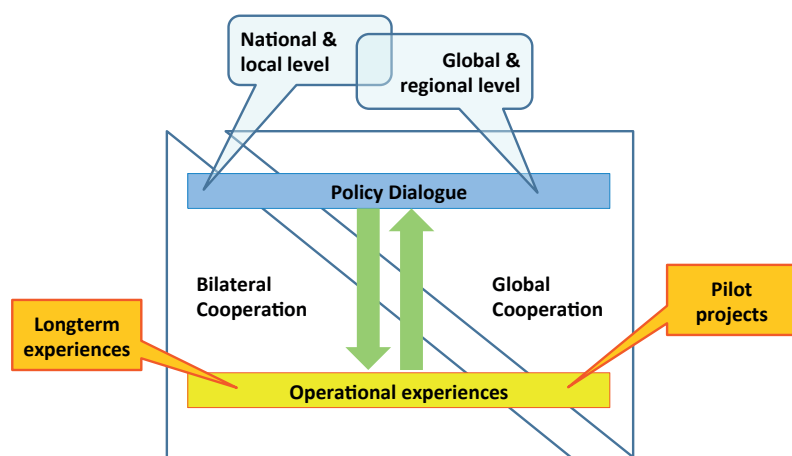 National &
local level
Global &
regional level
Policy Dialogue
Bilateral
Cooperation
Global
Cooperation
Longterm
experiences
Pilot
projects
Operational experiences